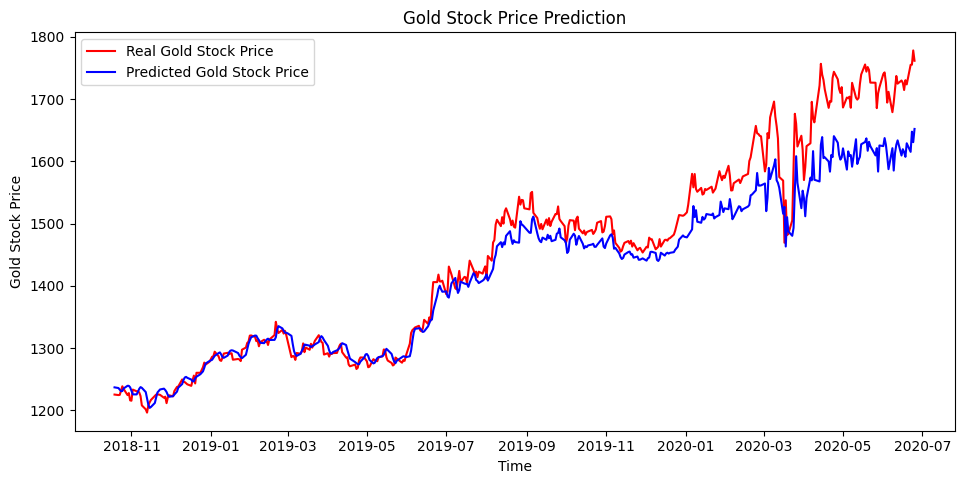 Gold Stock Price Prediction
Real Gold Stock Price
Predicted Gold Stock Price
Gold Stock Price
1800
1700
1600
1500
1400
1300
1200
2018-11 2019-01 2019-03 2019-05 2019-07 2019-09 2019-11 2020-01 2020-03 2020-05 2020-07
Time